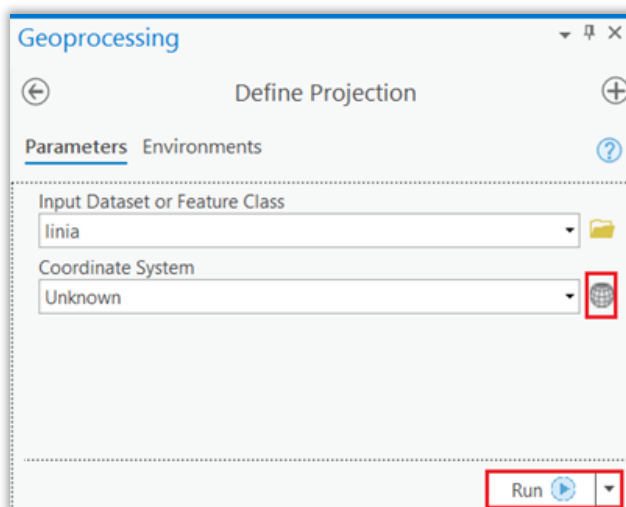 Geoprocessing
Define Projection
Parameters Environments
Input Dataset or Feature Class
linia
Coordinate System
Unknown
Run